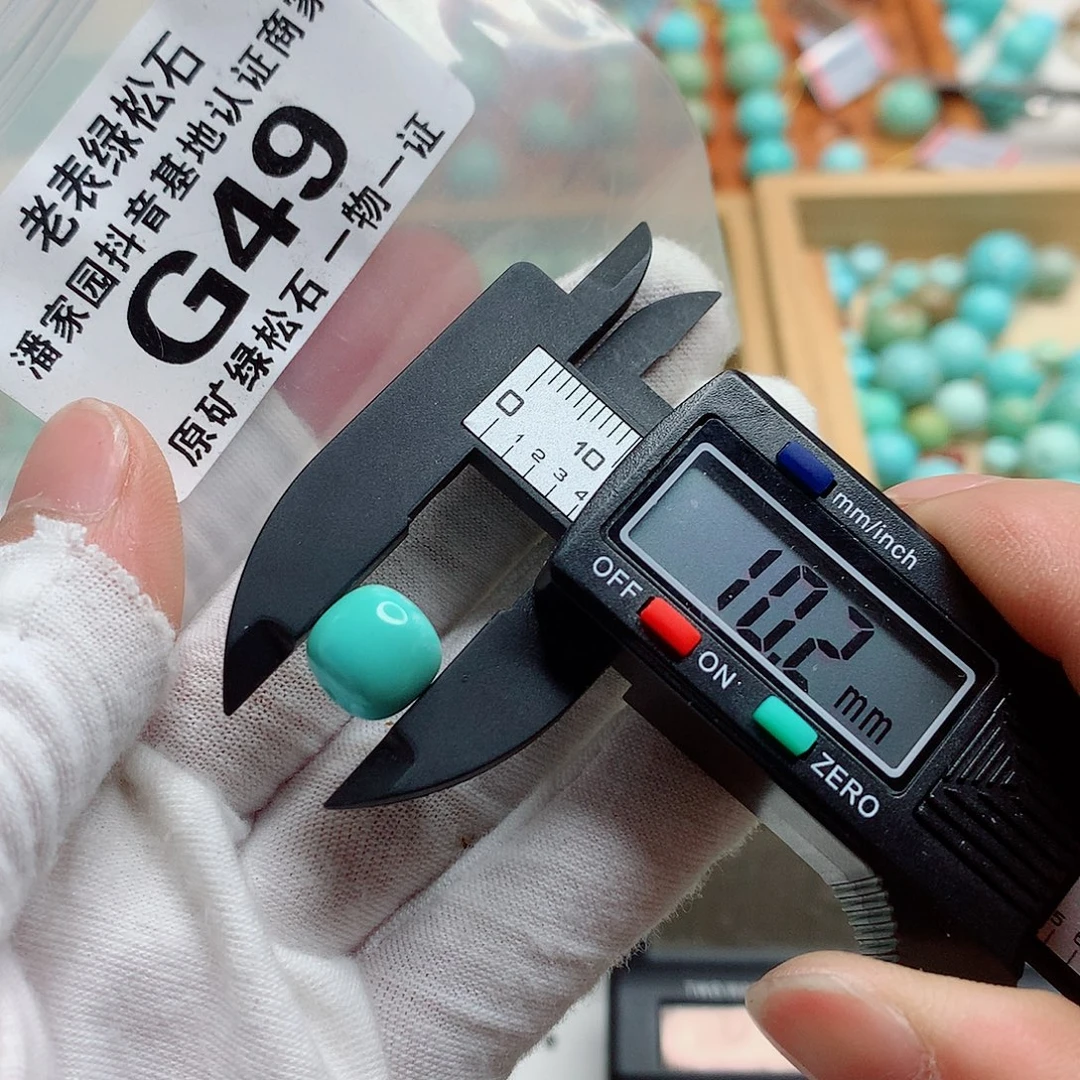 老表绿松石
潘家园抖音基地认证商家
G49
原矿绿松石 一物一证
0
10
1 2 3 4
mm/inch
OFF
ON
10.2 mm
ZERO